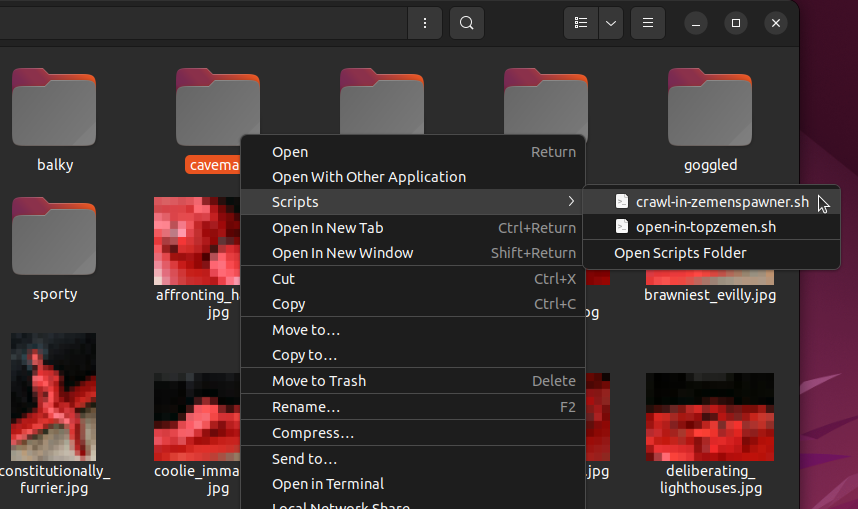 balky
cavema
goggled
Open Return
Open With Other Application
Scripts
crawl-in-zemenspawner.sh
open-in-topzemen.sh
Open Scripts Folder
Open In New Tab Ctrl+Return
Open In New Window Shift+Return
Cut Ctrl+X
Copy Ctrl+C
Move to...
Copy to...
Move to Trash Delete
Rename... F2
Compress...
Send to...
Open in Terminal
Local Network Share
sporty
affronting_h
jpg
pg
brawniest_evilly.jpg
constitutionally_
furrier.jpg
coolie_imma
jpg
.jpg
deliberating_
lighthouses.jpg